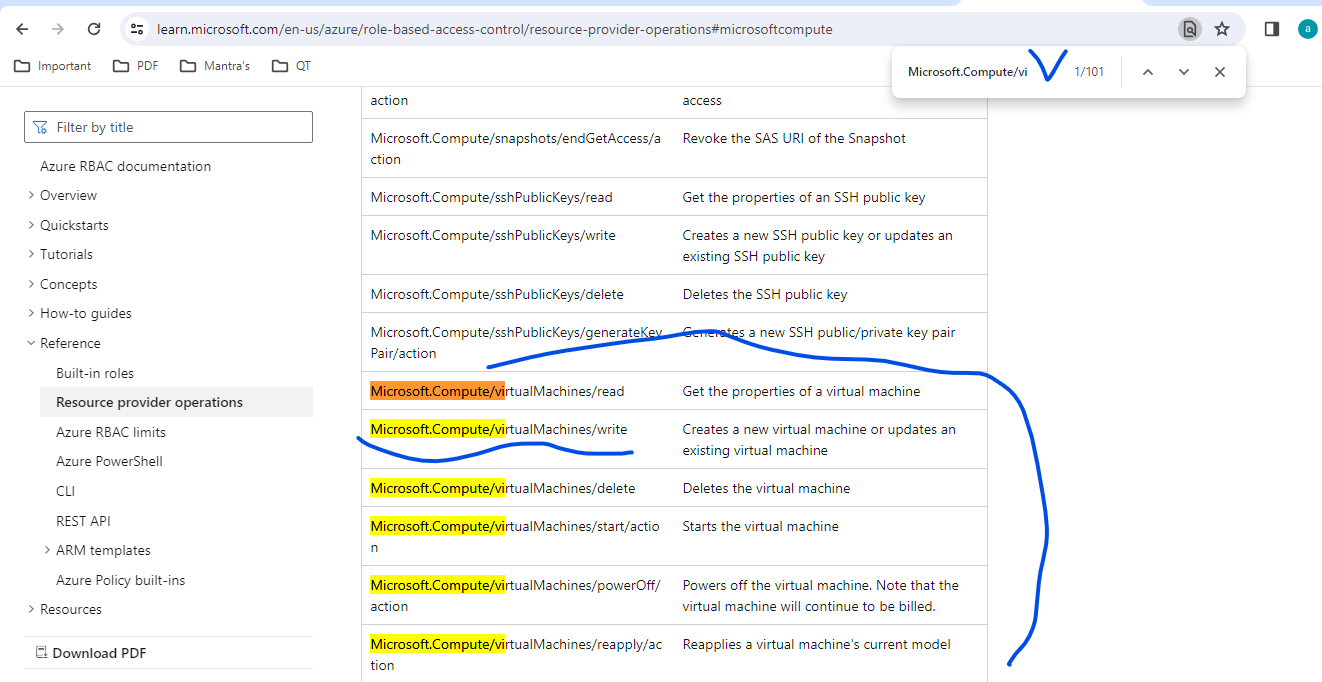 learn.microsoft.com/en-us/azure/role-based-access-control/resource-provider-operations#microsoftcompute
a
Important
PDF
Mantra's
QT
Microsoft.Compute/vi
1/101
Filter by title
Azure RBAC documentation
Overview
Quickstarts
Tutorials
Concepts
How-to guides
Reference
Built-in roles
Resource provider operations
Azure RBAC limits
Azure PowerShell
CLI
REST API
ARM templates
Azure Policy built-ins
Resources
Download PDF
action
access
Microsoft.Compute/snapshots/endGetAccess/a
ction
Revoke the SAS URI of the Snapshot
Microsoft.Compute/sshPublicKeys/read
Get the properties of an SSH public key
Microsoft.Compute/sshPublicKeys/write
Creates a new SSH public key or updates an
existing SSH public key
Microsoft.Compute/sshPublicKeys/delete
Deletes the SSH public key
Microsoft.Compute/sshPublicKeys/generateKey
Pair/action
Generates a new SSH public/private key pair
Microsoft.Compute/virtualMachines/read
Get the properties of a virtual machine
Microsoft.Compute/virtualMachines/write
Creates a new virtual machine or updates an
existing virtual machine
Microsoft.Compute/virtualMachines/delete
Deletes the virtual machine
Microsoft.Compute/virtualMachines/start/actio
n
Starts the virtual machine
Microsoft.Compute/virtualMachines/powerOff/
action
Powers off the virtual machine. Note that the
virtual machine will continue to be billed.
Microsoft.Compute/virtualMachines/reapply/ac
tion
Reapplies a virtual machine's current model